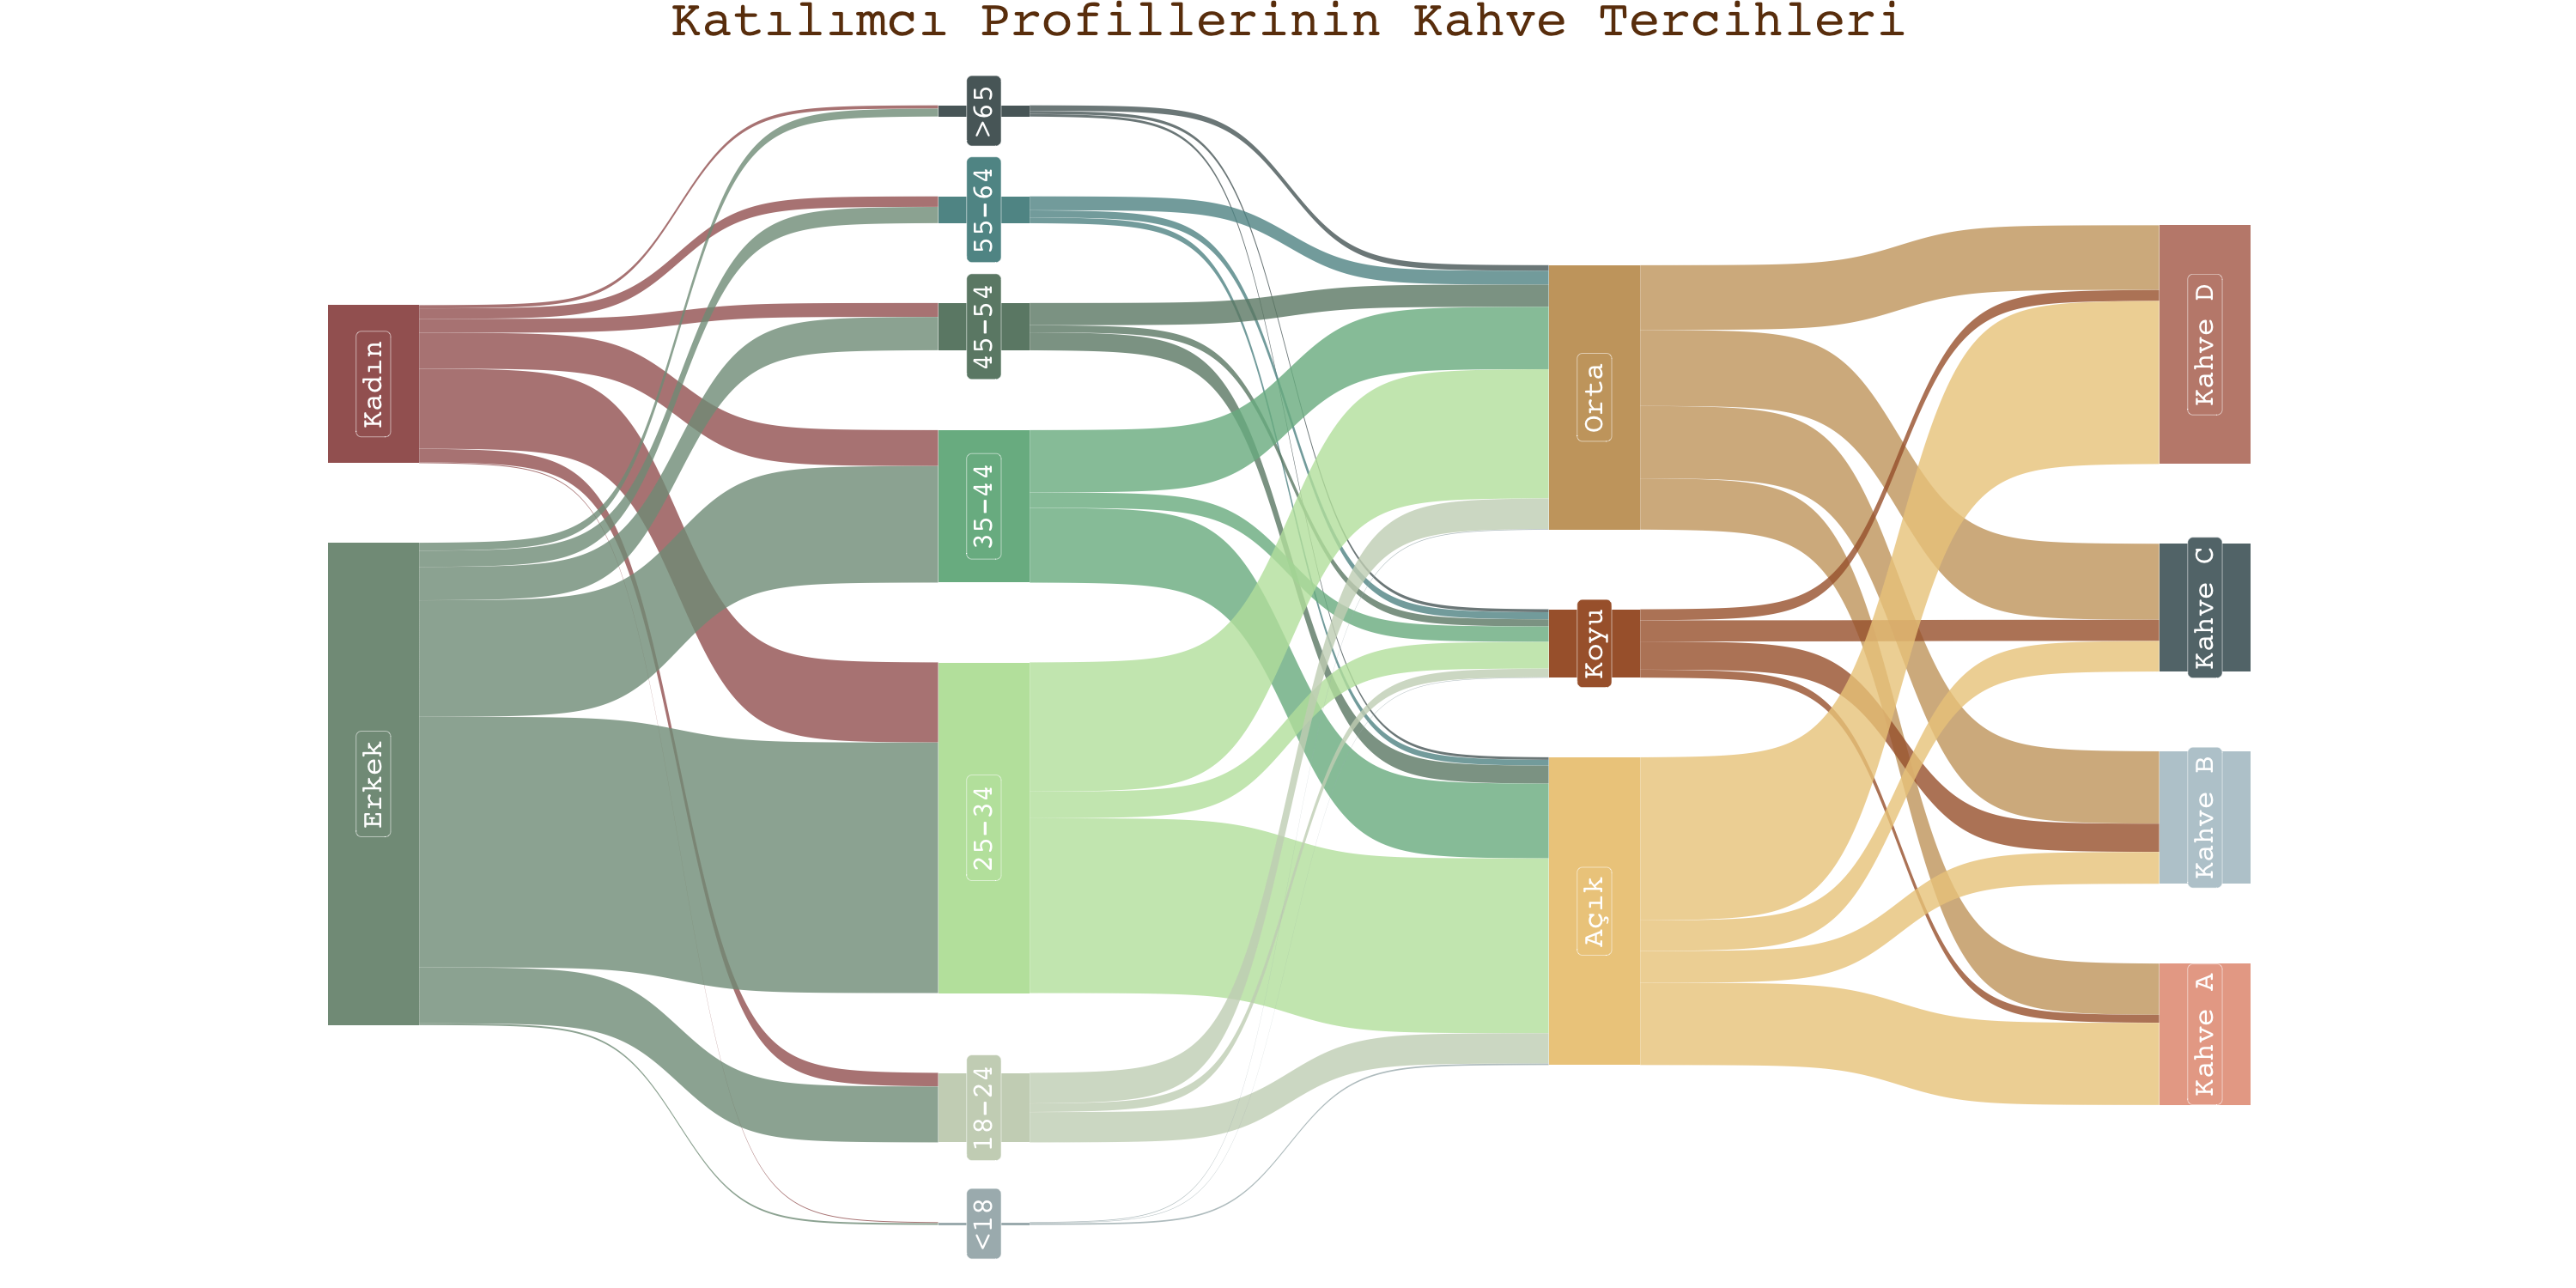 Katılımcı Profillerinin Kahve Tercihleri
Kadın
Erkek
>65
55-64
45-54
35-44
25-34
18-24
<18
Orta
Koyu
Açık
Kahve D
Kahve C
Kahve B
Kahve A